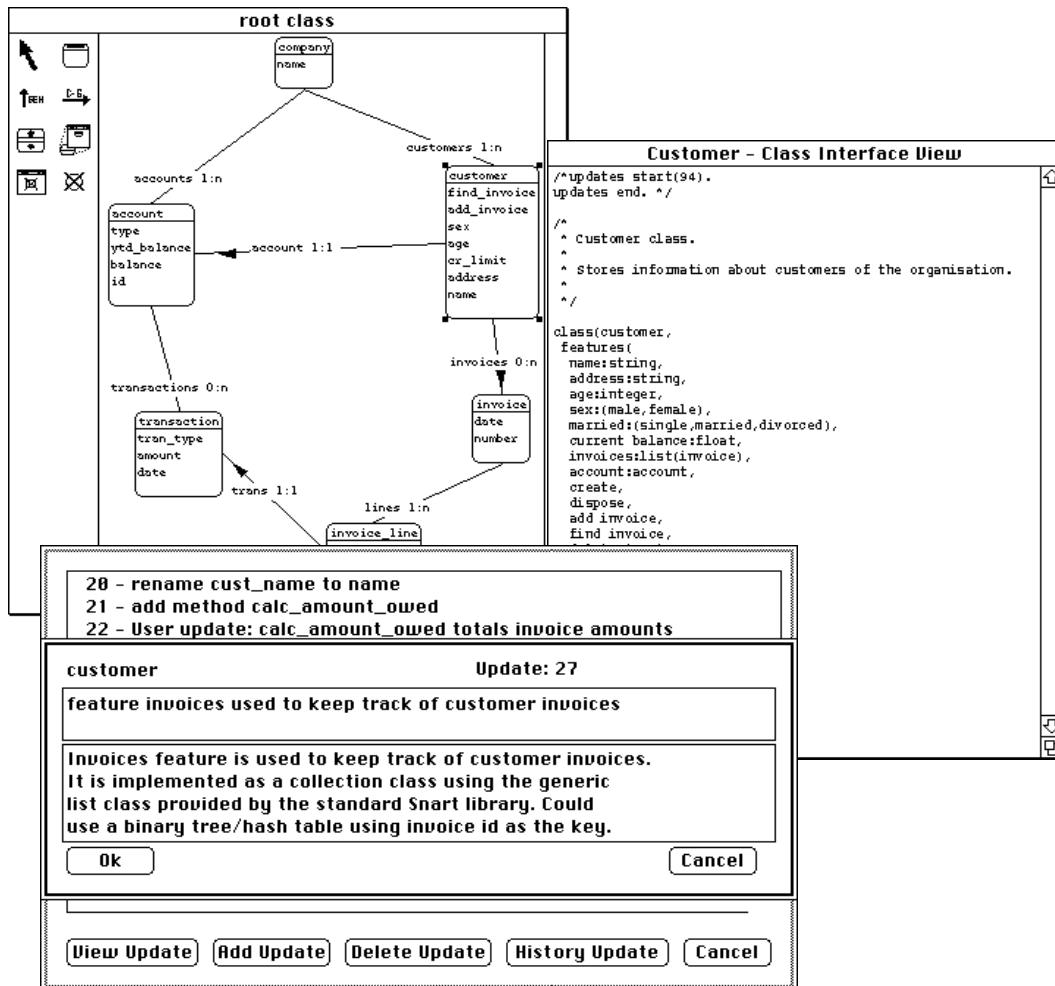 root class
company
name
customers 1:n
accounts 1:n
customer
find_invoice
add_invoice
sex
age
cr_limit
address
name
account
type
ytd_balance
balance
id
account 1:1
invoices 0:n
transactions 0:n
invoice
date
number
transaction
tran_type
amount
date
trans 1:1
lines 1:n
invoice_line
Customer - Class Interface View
/*updates start(94).
updates end. */
/*
* Customer class.
*
* Stores information about customers of the organisation.
*
*/
class(customer,
features(
name:string,
address:string,
age:integer,
sex:(male,female),
married:(single,married,divorced),
current balance:float,
invoices:list(invoice),
account:account,
create,
dispose,
add invoice,
find invoice,
20 - rename cust_name to name
21 - add method calc_amount_owed
22 - User update: calc_amount_owed totals invoice amounts
customer Update: 27
feature invoices used to keep track of customer invoices
Invoices feature is used to keep track of customer invoices.
It is implemented as a collection class using the generic
list class provided by the standard Snart library. Could
use a binary tree/hash table using invoice id as the key.
Ok Cancel
View Update Add Update Delete Update History Update Cancel